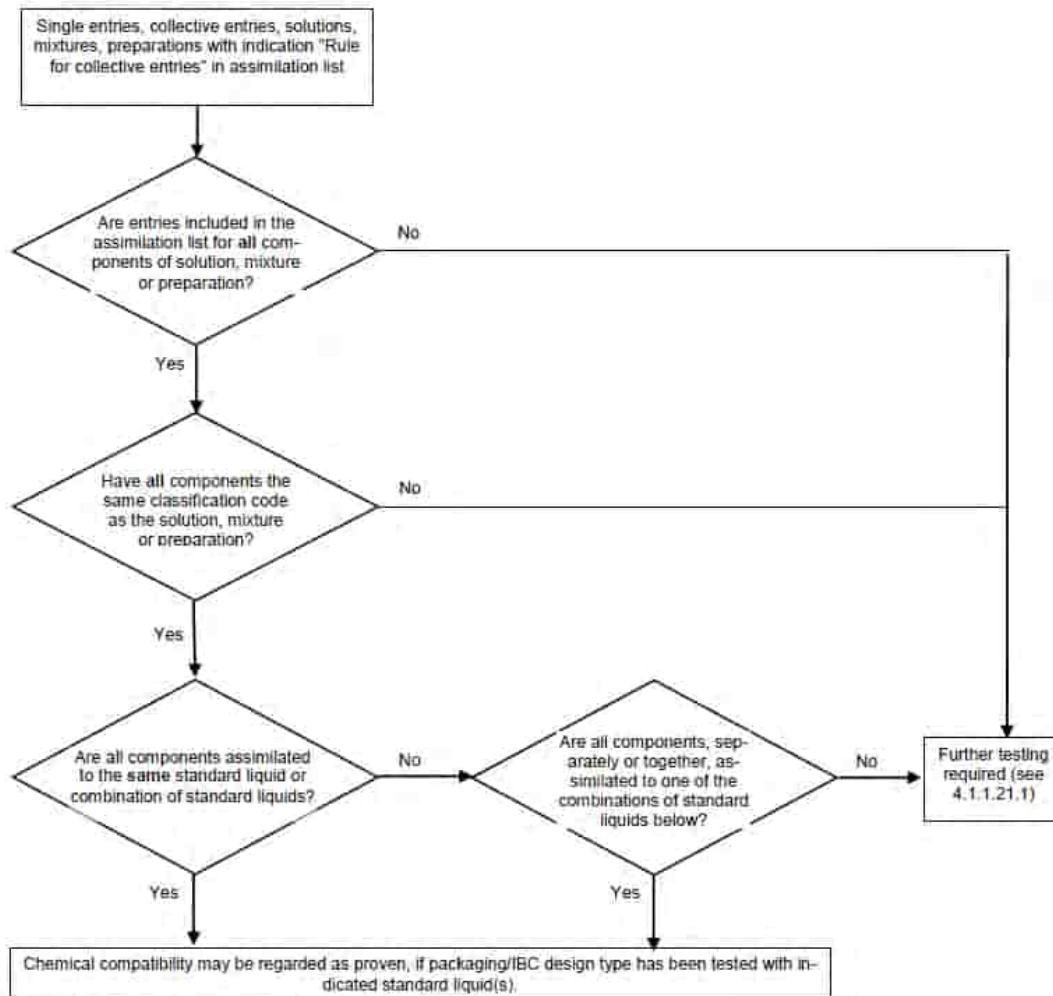 Single entries, collective entries, solutions,
mixtures, preparations with indication "Rule
for collective entries" in assimilation list
Are entries included in the
assimilation list for all com-
ponents of solution, mixture
or preparation?
No
Yes
Have all components the
same classification code
as the solution, mixture
or preparation?
No
Yes
Are all components assimilated
to the same standard liquid or
combination of standard liquids?
No
Are all components, sep-
arately or together, as-
similated to one of the
combinations of standard
liquids below?
No
Further testing
required (see
4.1.1.21.1)
Yes
Yes
Chemical compatibility may be regarded as proven, if packaging/IBC design type has been tested with in-
dicated standard liquid(s).